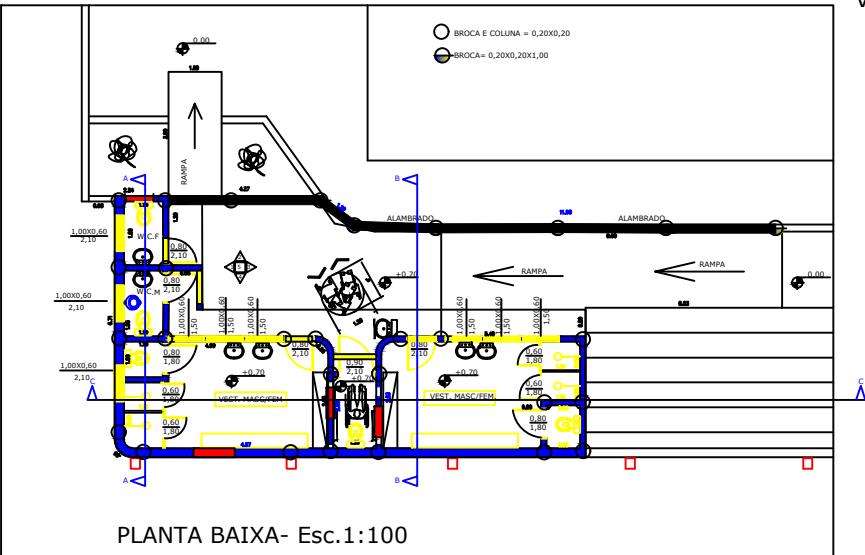 BROCA E COLUNA = 0,20X0,20
BROCA= 0,20X0,20X1,00
0.00
RAMPA
A
B
4.27
ALAMBRADO
11.93
ALAMBRADO
1,00X0,60
2,10
W.C.F
0,80
2,10
+0.70
RAMPA
RAMPA
0.00
W.C.M
0,80
2,10
1,00X0,60
2,10
1,00X0,60
1,50
1,00X0,60
1,50
1,00X0,60
1,50
1,00X0,60
1,50
1,00X0,60
1,50
1,00X0,60
1,50
0,80
2,10
0,80
2,10
0,80
1,80
0,60
1,80
0,90
2,10
1,00X0,60
2,10
+0.70
+0.70
+0.70
0,60
1,80
0,60
1,80
C
C
VEST. MASC/FEM
VEST. MASC/FEM
0,60
1,80
0,80
1,80
4.57
A
B
PLANTA BAIXA- Esc.1:100